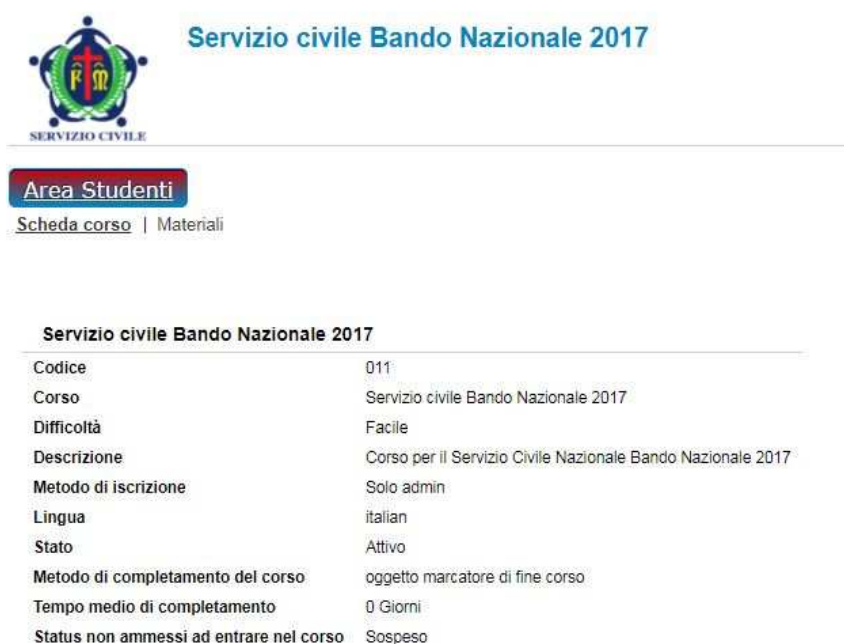 Servizio civile Bando Nazionale 2017
F M
SERVIZIO CIVILE
Area Studenti
Scheda corso | Materiali
Servizio civile Bando Nazionale 2017
Codice 011
Corso Servizio civile Bando Nazionale 2017
Difficoltà Facile
Descrizione Corso per il Servizio Civile Nazionale Bando Nazionale 2017
Metodo di iscrizione Solo admin
Lingua italian
Stato Attivo
Metodo di completamento del corso oggetto marcatore di fine corso
Tempo medio di completamento 0 Giorni
Status non ammessi ad entrare nel corso Sospeso